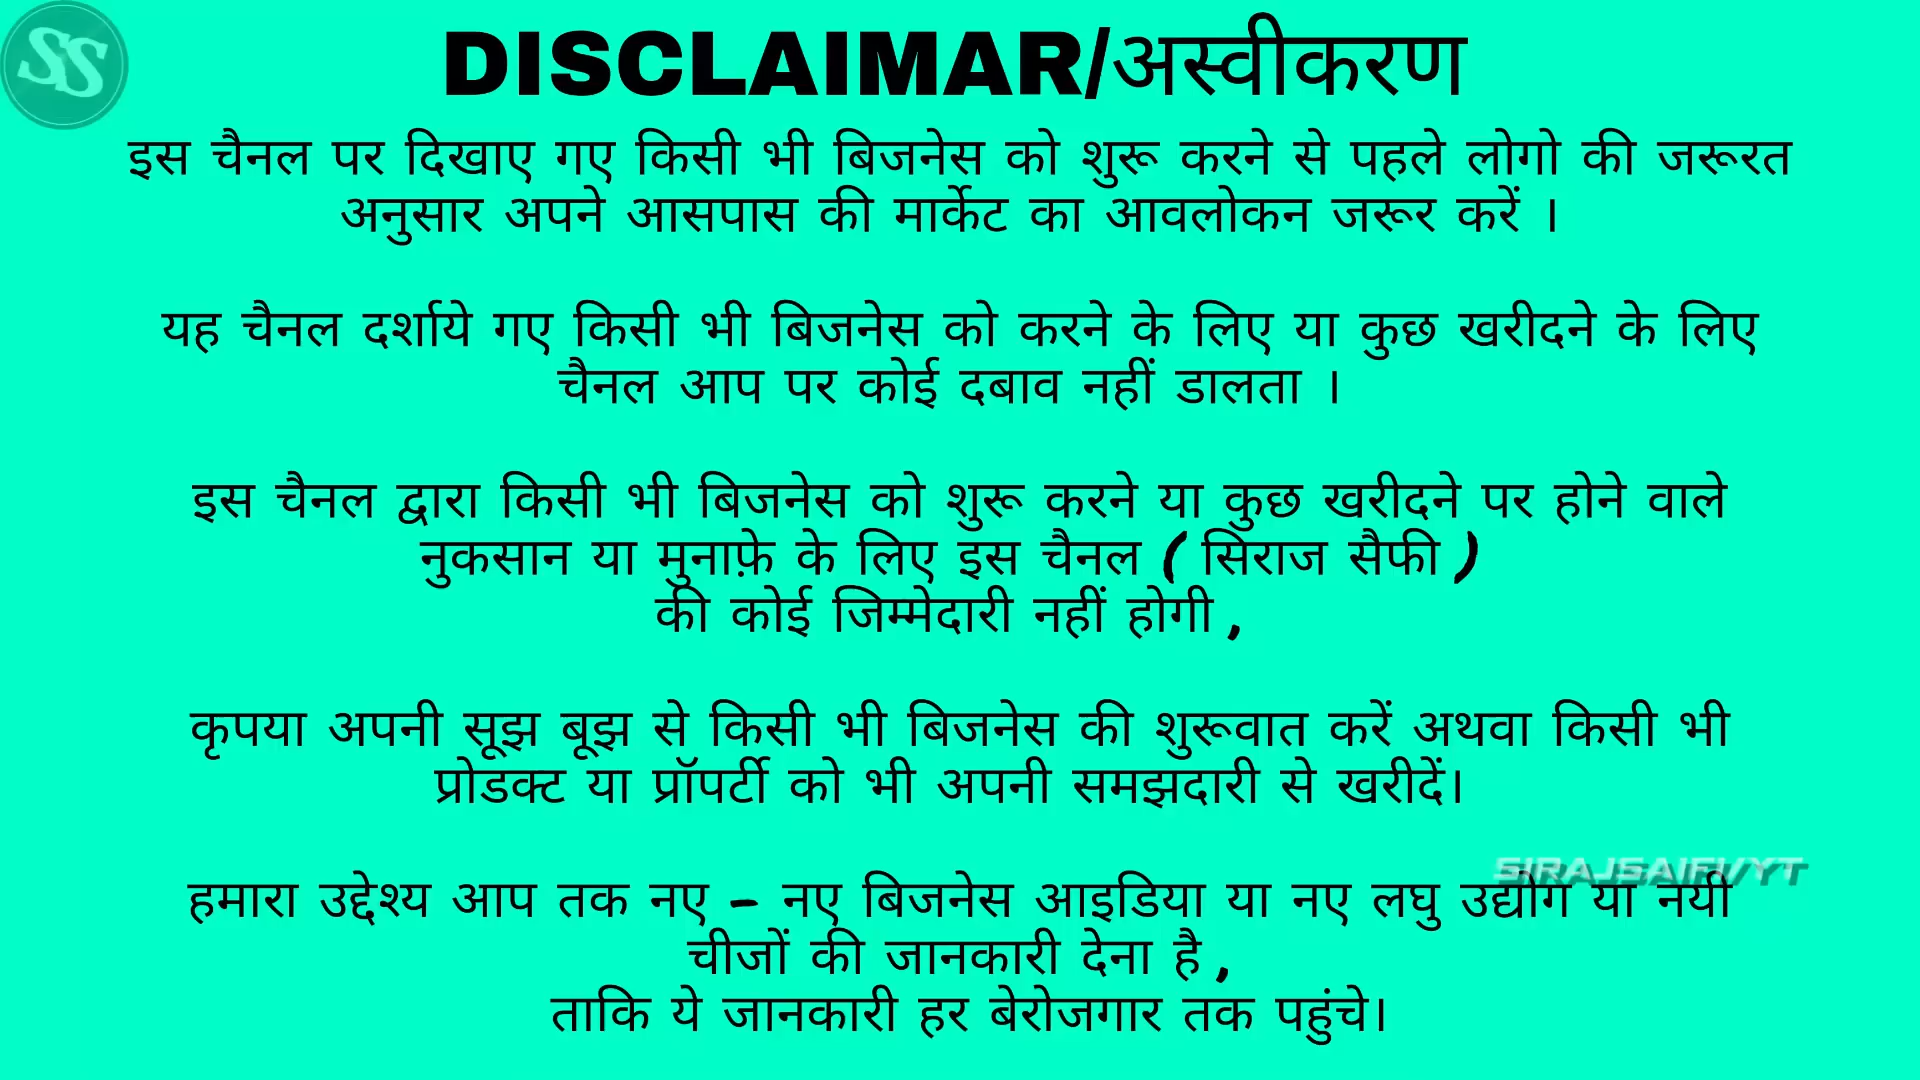 SS
DISCLAIMAR/अस्वीकरण
इस चैनल पर दिखाए गए किसी भी बिजनेस को शुरू करने से पहले लोगो की जरूरत
अनुसार अपने आसपास की मार्केट का आवलोकन जरूर करें ।
यह चैनल दर्शाये गए किसी भी बिजनेस को करने के लिए या कुछ खरीदने के लिए
चैनल आप पर कोई दबाव नहीं डालता ।
इस चैनल द्वारा किसी भी बिजनेस को शुरू करने या कुछ खरीदने पर होने वाले
नुकसान या मुनाफ़े के लिए इस चैनल ( सिराज सैफी )
की कोई जिम्मेदारी नहीं होगी ,
कृपया अपनी सूझ बूझ से किसी भी बिजनेस की शुरूवात करें अथवा किसी भी
प्रोडक्ट या प्रॉपर्टी को भी अपनी समझदारी से खरीदें।
SIRAJSAIFI/YT
हमारा उद्देश्य आप तक नए – नए बिजनेस आइडिया या नए लघु उद्योग या नयी
चीजों की जानकारी देना है ,
ताकि ये जानकारी हर बेरोजगार तक पहुंचे।